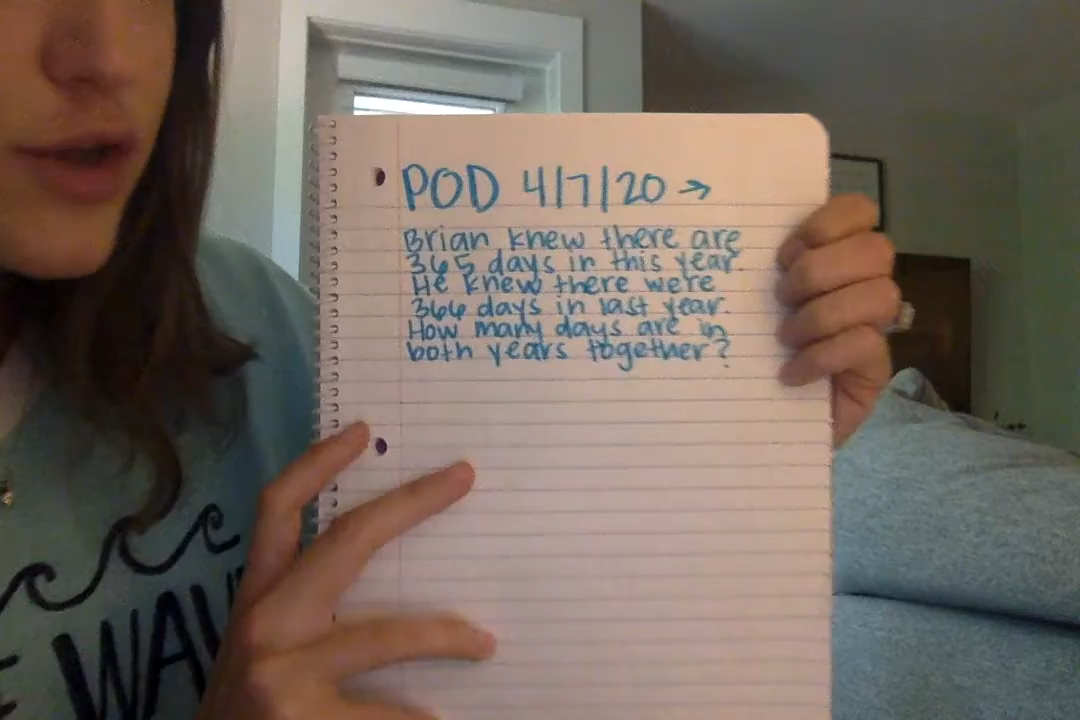 POD 4/7/20 →
Brian knew there are
365 days in this year.
He knew there were
366 days in last year.
How many days are in
both years together?
WAV